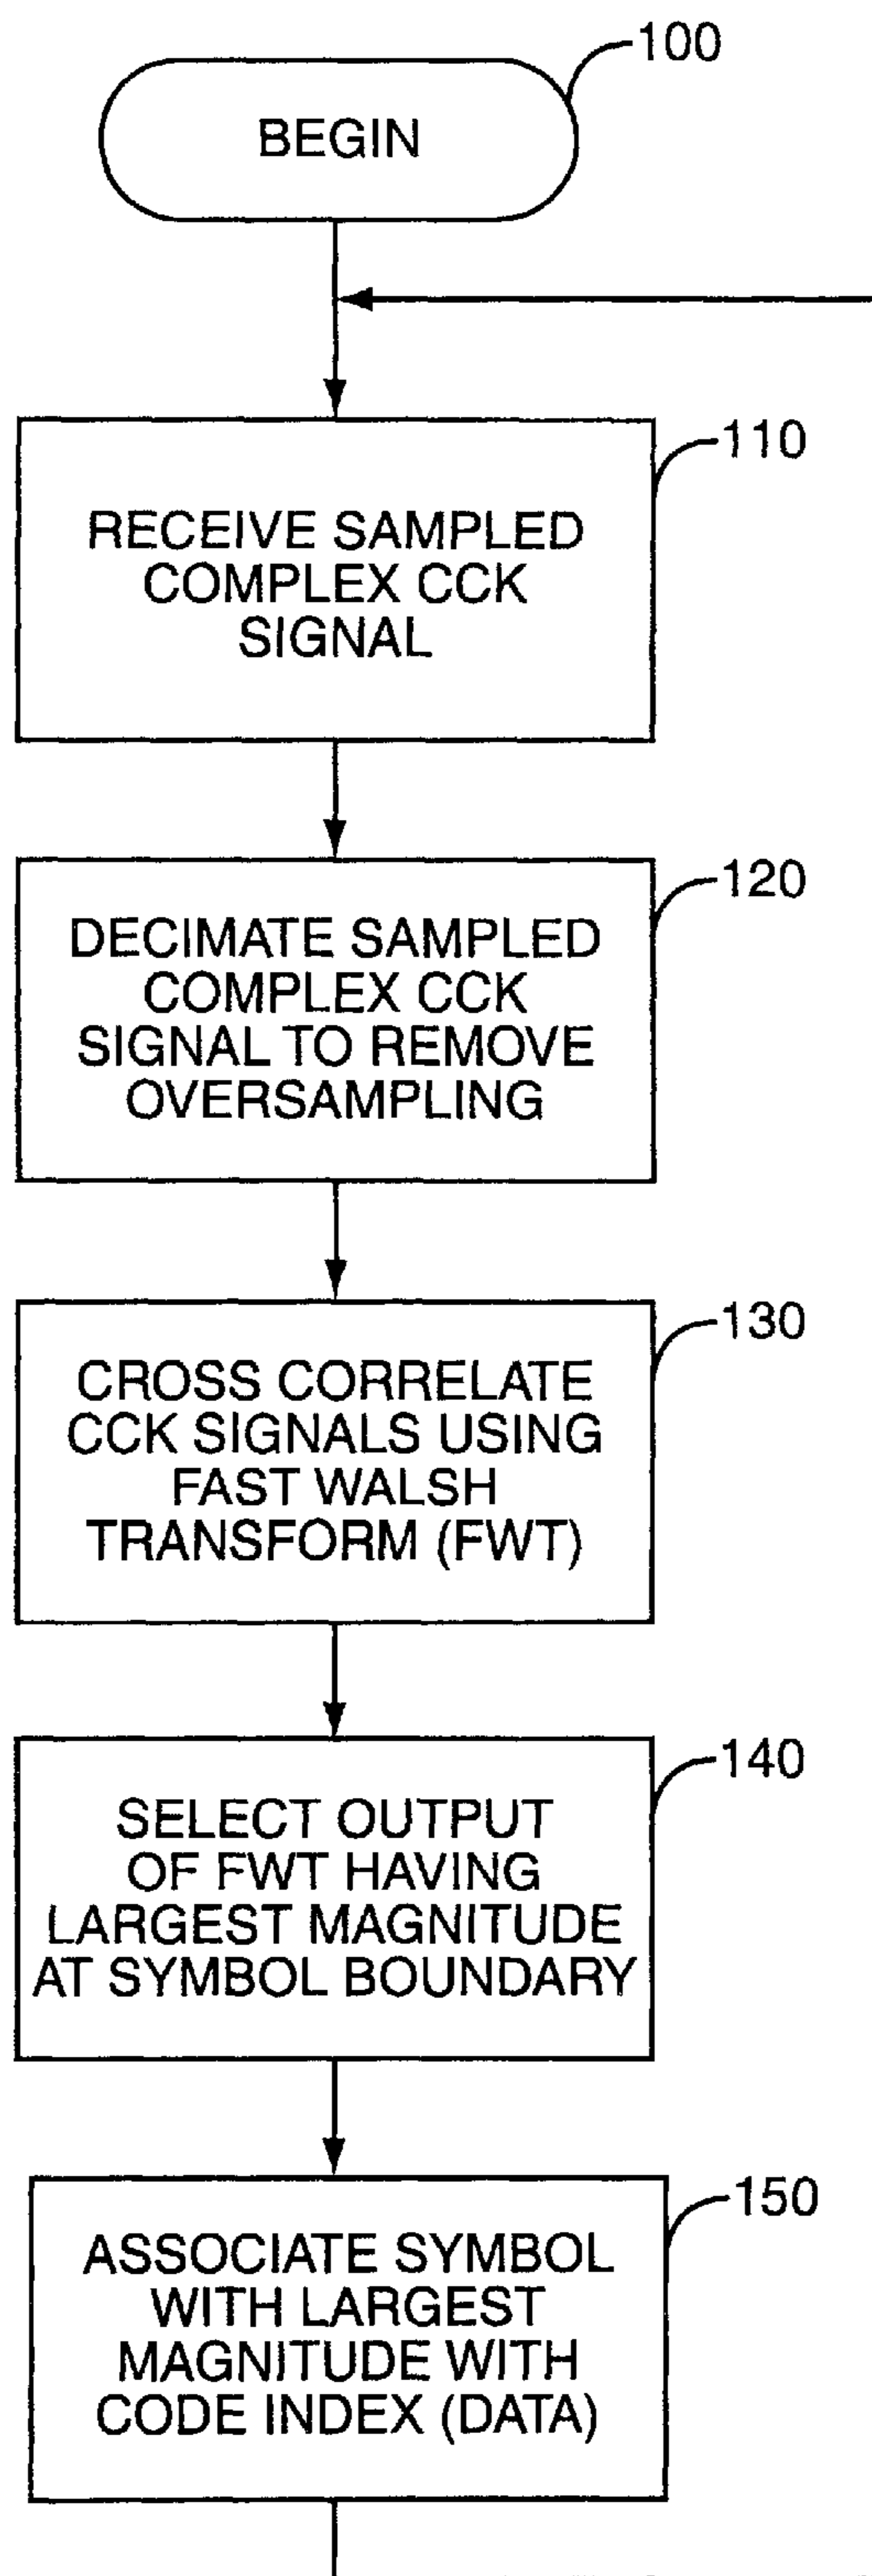 100
BEGIN
110
RECEIVE SAMPLED
COMPLEX CCK
SIGNAL
120
DECIMATE SAMPLED
COMPLEX CCK
SIGNAL TO REMOVE
OVERSAMPLING
130
CROSS CORRELATE
CCK SIGNALS USING
FAST WALSH
TRANSFORM (FWT)
140
SELECT OUTPUT
OF FWT HAVING
LARGEST MAGNITUDE
AT SYMBOL BOUNDARY
150
ASSOCIATE SYMBOL
WITH LARGEST
MAGNITUDE WITH
CODE INDEX (DATA)